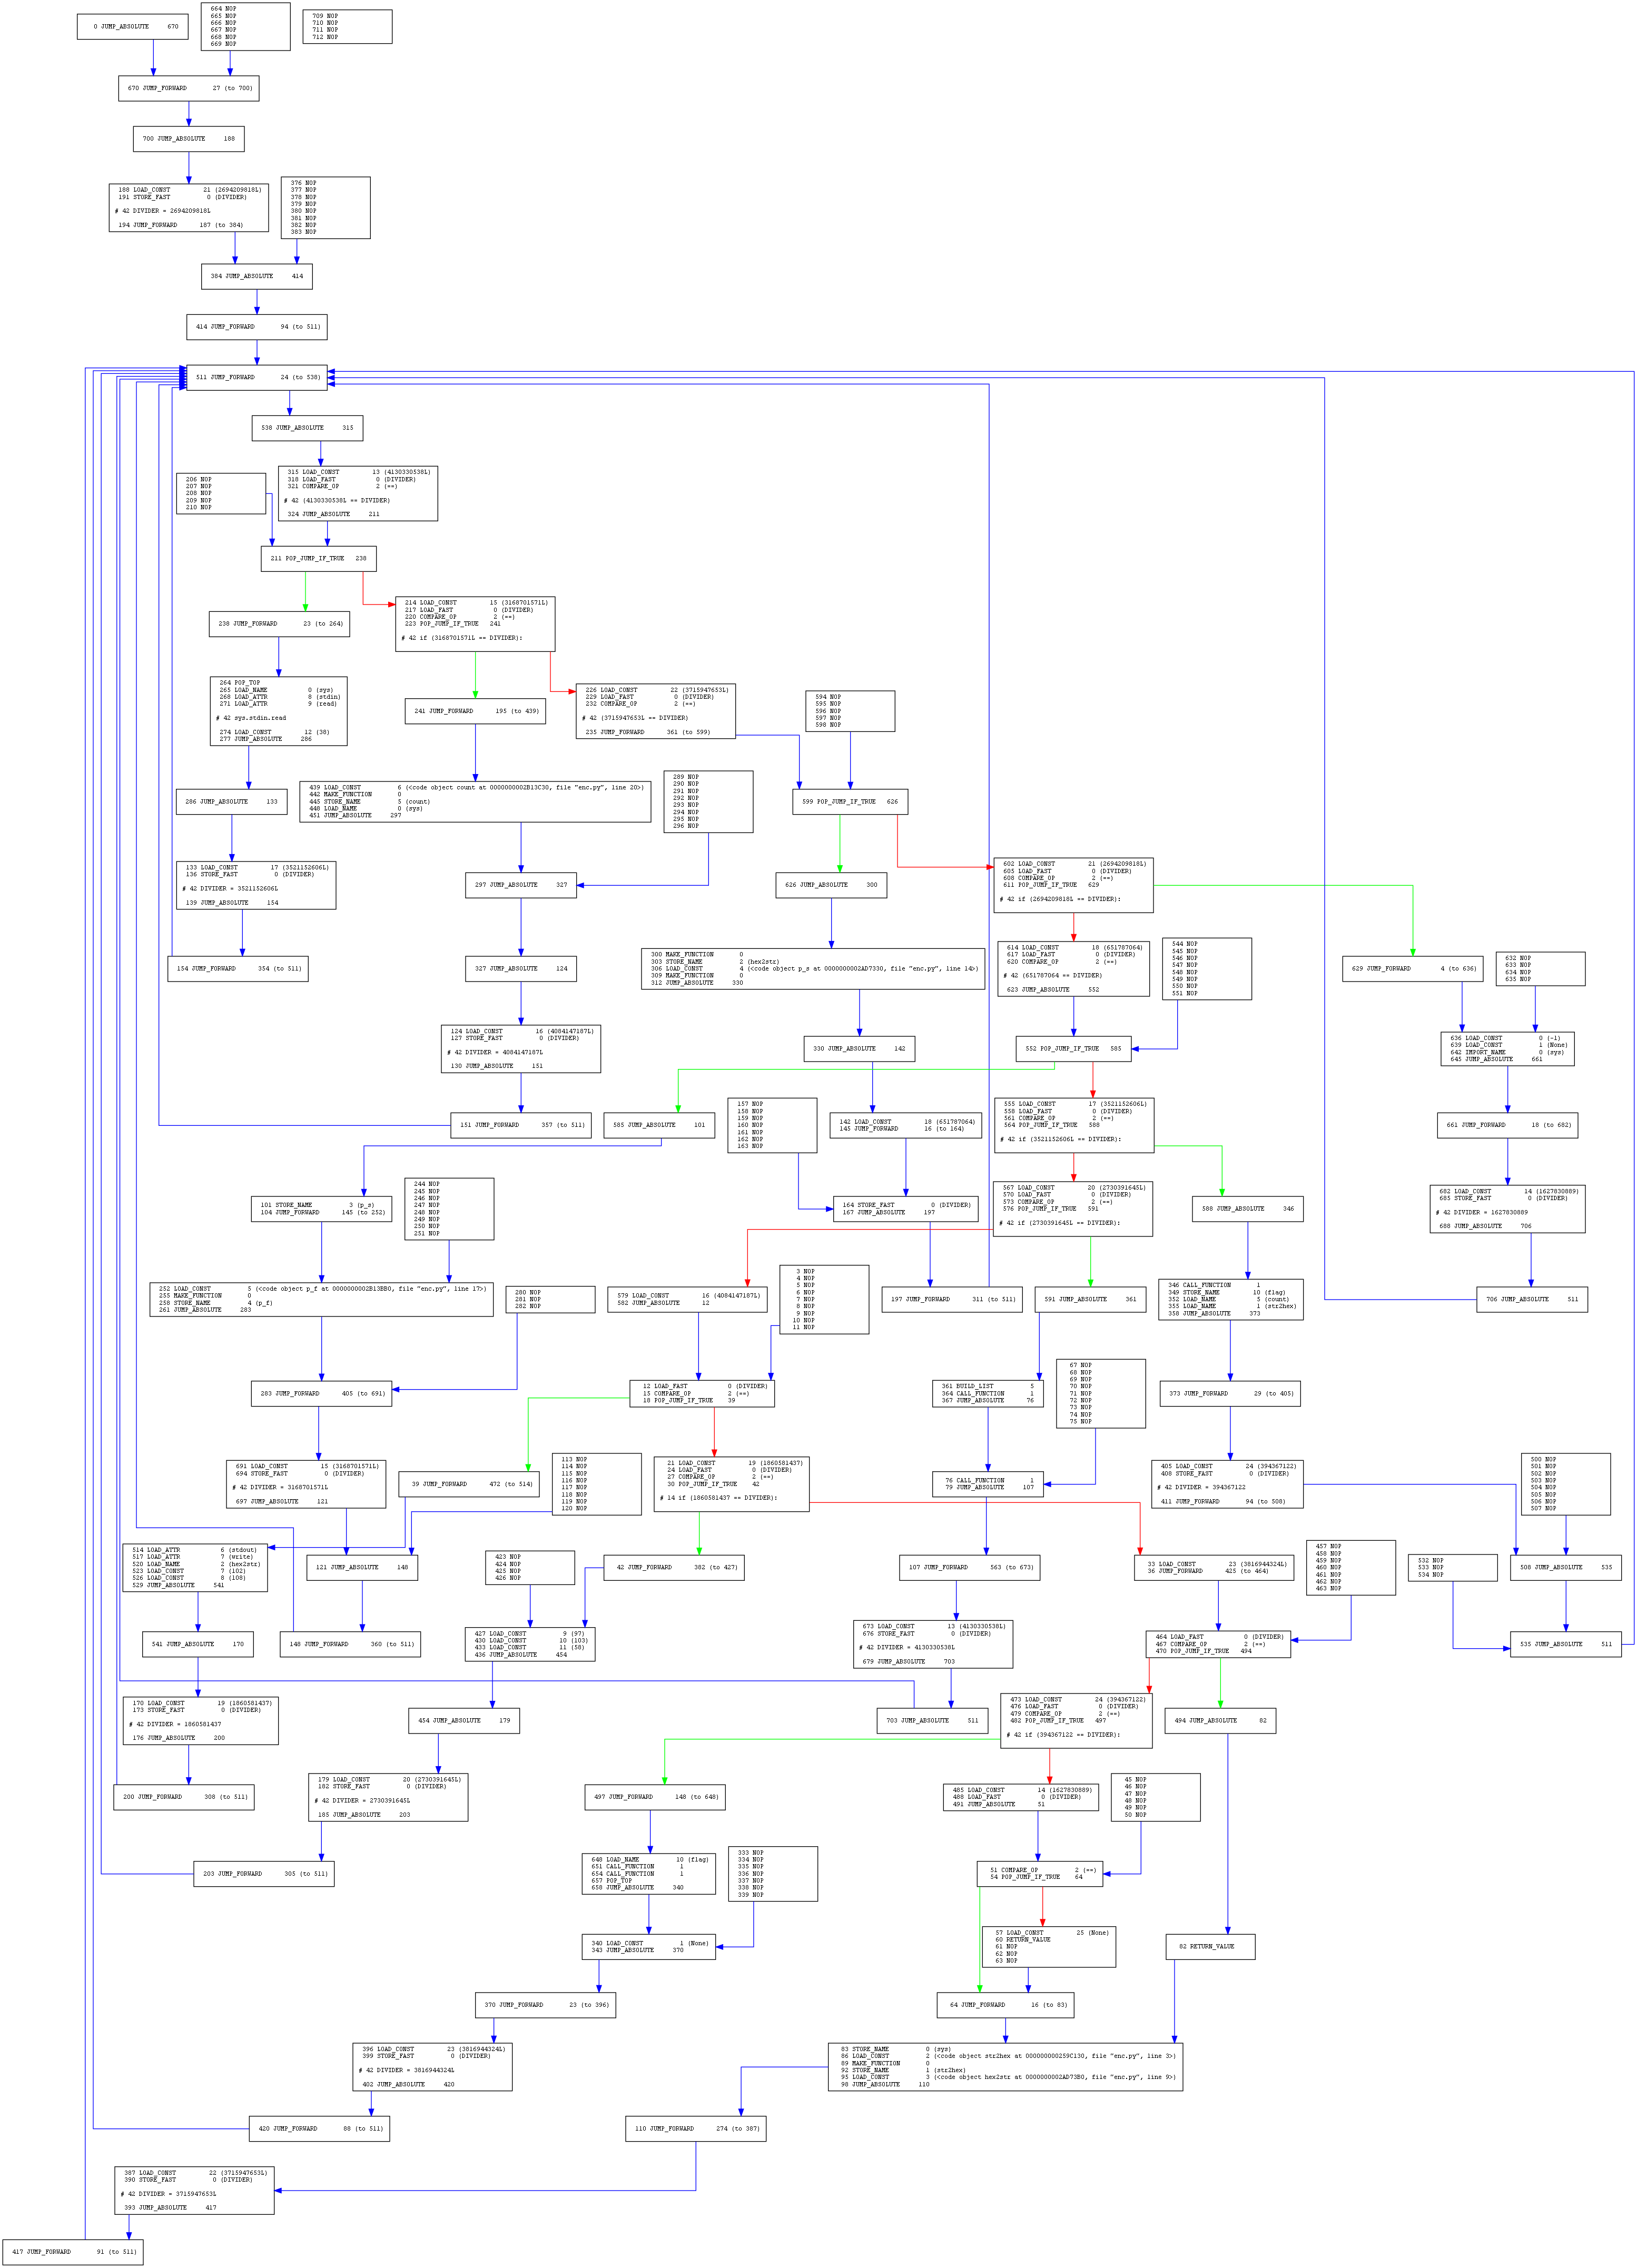 0 JUMP_ABSOLUTE 670
664 NOP
665 NOP
666 NOP
667 NOP
668 NOP
669 NOP
709 NOP
710 NOP
711 NOP
712 NOP
670 JUMP_FORWARD 27 (to 700)
700 JUMP_ABSOLUTE 188
188 LOAD_CONST 21 (2694209818L)
191 STORE_FAST 0 (DIVIDER)
# 42 DIVIDER = 2694209818L
194 JUMP_FORWARD 187 (to 384)
376 NOP
377 NOP
378 NOP
379 NOP
380 NOP
381 NOP
382 NOP
383 NOP
384 JUMP_ABSOLUTE 414
414 JUMP_FORWARD 94 (to 511)
511 JUMP_FORWARD 24 (to 538)
538 JUMP_ABSOLUTE 315
315 LOAD_CONST 13 (4130330538L)
318 LOAD_FAST 0 (DIVIDER)
321 COMPARE_OP 2 (==)
# 42 (4130330538L == DIVIDER)
324 JUMP_ABSOLUTE 211
206 NOP
207 NOP
208 NOP
209 NOP
210 NOP
211 POP_JUMP_IF_TRUE 238
238 JUMP_FORWARD 23 (to 264)
214 LOAD_CONST 15 (3168701571L)
217 LOAD_FAST 0 (DIVIDER)
220 COMPARE_OP 2 (==)
223 POP_JUMP_IF_TRUE 241
# 42 if (3168701571L == DIVIDER):
264 POP_TOP
265 LOAD_NAME 0 (sys)
268 LOAD_ATTR 8 (stdin)
271 LOAD_ATTR 9 (read)
# 42 sys.stdin.read
274 LOAD_CONST 12 (38)
277 JUMP_ABSOLUTE 286
241 JUMP_FORWARD 195 (to 439)
226 LOAD_CONST 22 (3715947653L)
229 LOAD_FAST 0 (DIVIDER)
232 COMPARE_OP 2 (==)
# 42 (3715947653L == DIVIDER)
235 JUMP_FORWARD 361 (to 599)
594 NOP
595 NOP
596 NOP
597 NOP
598 NOP
286 JUMP_ABSOLUTE 133
439 LOAD_CONST 6 (<code object count at 0000000002B13C30, file "enc.py", line 20>)
442 MAKE_FUNCTION 0
445 STORE_NAME 5 (count)
448 LOAD_NAME 0 (sys)
451 JUMP_ABSOLUTE 297
289 NOP
290 NOP
291 NOP
292 NOP
293 NOP
294 NOP
295 NOP
296 NOP
599 POP_JUMP_IF_TRUE 626
133 LOAD_CONST 17 (3521152606L)
136 STORE_FAST 0 (DIVIDER)
# 42 DIVIDER = 3521152606L
139 JUMP_ABSOLUTE 154
297 JUMP_ABSOLUTE 327
626 JUMP_ABSOLUTE 300
602 LOAD_CONST 21 (2694209818L)
605 LOAD_FAST 0 (DIVIDER)
608 COMPARE_OP 2 (==)
611 POP_JUMP_IF_TRUE 629
# 42 if (2694209818L == DIVIDER):
154 JUMP_FORWARD 354 (to 511)
327 JUMP_ABSOLUTE 124
300 MAKE_FUNCTION 0
303 STORE_NAME 2 (hex2str)
306 LOAD_CONST 4 (<code object p_s at 0000000002AD7330, file "enc.py", line 14>)
309 MAKE_FUNCTION 0
312 JUMP_ABSOLUTE 330
614 LOAD_CONST 18 (651787064)
617 LOAD_FAST 0 (DIVIDER)
620 COMPARE_OP 2 (==)
# 42 (651787064 == DIVIDER)
623 JUMP_ABSOLUTE 552
544 NOP
545 NOP
546 NOP
547 NOP
548 NOP
549 NOP
550 NOP
551 NOP
629 JUMP_FORWARD 4 (to 636)
632 NOP
633 NOP
634 NOP
635 NOP
124 LOAD_CONST 16 (4084147187L)
127 STORE_FAST 0 (DIVIDER)
# 42 DIVIDER = 4084147187L
130 JUMP_ABSOLUTE 151
330 JUMP_ABSOLUTE 142
552 POP_JUMP_IF_TRUE 585
636 LOAD_CONST 0 (-1)
639 LOAD_CONST 1 (None)
642 IMPORT_NAME 0 (sys)
645 JUMP_ABSOLUTE 661
151 JUMP_FORWARD 357 (to 511)
585 JUMP_ABSOLUTE 101
157 NOP
158 NOP
159 NOP
160 NOP
161 NOP
162 NOP
163 NOP
142 LOAD_CONST 18 (651787064)
145 JUMP_FORWARD 16 (to 164)
555 LOAD_CONST 17 (3521152606L)
558 LOAD_FAST 0 (DIVIDER)
561 COMPARE_OP 2 (==)
564 POP_JUMP_IF_TRUE 588
# 42 if (3521152606L == DIVIDER):
661 JUMP_FORWARD 18 (to 682)
101 STORE_NAME 3 (p_s)
104 JUMP_FORWARD 145 (to 252)
244 NOP
245 NOP
246 NOP
247 NOP
248 NOP
249 NOP
250 NOP
251 NOP
164 STORE_FAST 0 (DIVIDER)
167 JUMP_ABSOLUTE 197
567 LOAD_CONST 20 (2730391645L)
570 LOAD_FAST 0 (DIVIDER)
573 COMPARE_OP 2 (==)
576 POP_JUMP_IF_TRUE 591
# 42 if (2730391645L == DIVIDER):
588 JUMP_ABSOLUTE 346
682 LOAD_CONST 14 (1627830889)
685 STORE_FAST 0 (DIVIDER)
# 42 DIVIDER = 1627830889
688 JUMP_ABSOLUTE 706
252 LOAD_CONST 5 (<code object p_f at 0000000002B13BB0, file "enc.py", line 17>)
255 MAKE_FUNCTION 0
258 STORE_NAME 4 (p_f)
261 JUMP_ABSOLUTE 283
280 NOP
281 NOP
282 NOP
579 LOAD_CONST 16 (4084147187L)
582 JUMP_ABSOLUTE 12
3 NOP
4 NOP
5 NOP
6 NOP
7 NOP
8 NOP
9 NOP
10 NOP
11 NOP
197 JUMP_FORWARD 311 (to 511)
591 JUMP_ABSOLUTE 361
346 CALL_FUNCTION 1
349 STORE_NAME 10 (flag)
352 LOAD_NAME 5 (count)
355 LOAD_NAME 1 (str2hex)
358 JUMP_ABSOLUTE 373
706 JUMP_ABSOLUTE 511
283 JUMP_FORWARD 405 (to 691)
12 LOAD_FAST 0 (DIVIDER)
15 COMPARE_OP 2 (==)
18 POP_JUMP_IF_TRUE 39
361 BUILD_LIST 5
364 CALL_FUNCTION 1
367 JUMP_ABSOLUTE 76
67 NOP
68 NOP
69 NOP
70 NOP
71 NOP
72 NOP
73 NOP
74 NOP
75 NOP
373 JUMP_FORWARD 29 (to 405)
691 LOAD_CONST 15 (3168701571L)
694 STORE_FAST 0 (DIVIDER)
# 42 DIVIDER = 3168701571L
697 JUMP_ABSOLUTE 121
39 JUMP_FORWARD 472 (to 514)
113 NOP
114 NOP
115 NOP
116 NOP
117 NOP
118 NOP
119 NOP
120 NOP
21 LOAD_CONST 19 (1860581437)
24 LOAD_FAST 0 (DIVIDER)
27 COMPARE_OP 2 (==)
30 POP_JUMP_IF_TRUE 42
# 14 if (1860581437 == DIVIDER):
76 CALL_FUNCTION 1
79 JUMP_ABSOLUTE 107
405 LOAD_CONST 24 (394367122)
408 STORE_FAST 0 (DIVIDER)
# 42 DIVIDER = 394367122
411 JUMP_FORWARD 94 (to 508)
500 NOP
501 NOP
502 NOP
503 NOP
504 NOP
505 NOP
506 NOP
507 NOP
514 LOAD_ATTR 6 (stdout)
517 LOAD_ATTR 7 (write)
520 LOAD_NAME 2 (hex2str)
523 LOAD_CONST 7 (102)
526 LOAD_CONST 8 (108)
529 JUMP_ABSOLUTE 541
121 JUMP_ABSOLUTE 148
423 NOP
424 NOP
425 NOP
426 NOP
42 JUMP_FORWARD 382 (to 427)
107 JUMP_FORWARD 563 (to 673)
33 LOAD_CONST 23 (3816944324L)
36 JUMP_FORWARD 425 (to 464)
457 NOP
458 NOP
459 NOP
460 NOP
461 NOP
462 NOP
463 NOP
532 NOP
533 NOP
534 NOP
508 JUMP_ABSOLUTE 535
541 JUMP_ABSOLUTE 170
148 JUMP_FORWARD 360 (to 511)
427 LOAD_CONST 9 (97)
430 LOAD_CONST 10 (103)
433 LOAD_CONST 11 (58)
436 JUMP_ABSOLUTE 454
673 LOAD_CONST 13 (4130330538L)
676 STORE_FAST 0 (DIVIDER)
# 42 DIVIDER = 4130330538L
679 JUMP_ABSOLUTE 703
464 LOAD_FAST 0 (DIVIDER)
467 COMPARE_OP 2 (==)
470 POP_JUMP_IF_TRUE 494
535 JUMP_ABSOLUTE 511
170 LOAD_CONST 19 (1860581437)
173 STORE_FAST 0 (DIVIDER)
# 42 DIVIDER = 1860581437
176 JUMP_ABSOLUTE 200
454 JUMP_ABSOLUTE 179
703 JUMP_ABSOLUTE 511
473 LOAD_CONST 24 (394367122)
476 LOAD_FAST 0 (DIVIDER)
479 COMPARE_OP 2 (==)
482 POP_JUMP_IF_TRUE 497
# 42 if (394367122 == DIVIDER):
494 JUMP_ABSOLUTE 82
200 JUMP_FORWARD 308 (to 511)
179 LOAD_CONST 20 (2730391645L)
182 STORE_FAST 0 (DIVIDER)
# 42 DIVIDER = 2730391645L
185 JUMP_ABSOLUTE 203
497 JUMP_FORWARD 148 (to 648)
485 LOAD_CONST 14 (1627830889)
488 LOAD_FAST 0 (DIVIDER)
491 JUMP_ABSOLUTE 51
45 NOP
46 NOP
47 NOP
48 NOP
49 NOP
50 NOP
203 JUMP_FORWARD 305 (to 511)
648 LOAD_NAME 10 (flag)
651 CALL_FUNCTION 1
654 CALL_FUNCTION 1
657 POP_TOP
658 JUMP_ABSOLUTE 340
333 NOP
334 NOP
335 NOP
336 NOP
337 NOP
338 NOP
339 NOP
51 COMPARE_OP 2 (==)
54 POP_JUMP_IF_TRUE 64
340 LOAD_CONST 1 (None)
343 JUMP_ABSOLUTE 370
57 LOAD_CONST 25 (None)
60 RETURN_VALUE
61 NOP
62 NOP
63 NOP
82 RETURN_VALUE
370 JUMP_FORWARD 23 (to 396)
64 JUMP_FORWARD 16 (to 83)
396 LOAD_CONST 23 (3816944324L)
399 STORE_FAST 0 (DIVIDER)
# 42 DIVIDER = 3816944324L
402 JUMP_ABSOLUTE 420
83 STORE_NAME 0 (sys)
86 LOAD_CONST 2 (<code object str2hex at 000000000259C130, file "enc.py", line 3>)
89 MAKE_FUNCTION 0
92 STORE_NAME 1 (str2hex)
95 LOAD_CONST 3 (<code object hex2str at 0000000002AD73B0, file "enc.py", line 9>)
98 JUMP_ABSOLUTE 110
420 JUMP_FORWARD 88 (to 511)
110 JUMP_FORWARD 274 (to 387)
387 LOAD_CONST 22 (3715947653L)
390 STORE_FAST 0 (DIVIDER)
# 42 DIVIDER = 3715947653L
393 JUMP_ABSOLUTE 417
417 JUMP_FORWARD 91 (to 511)